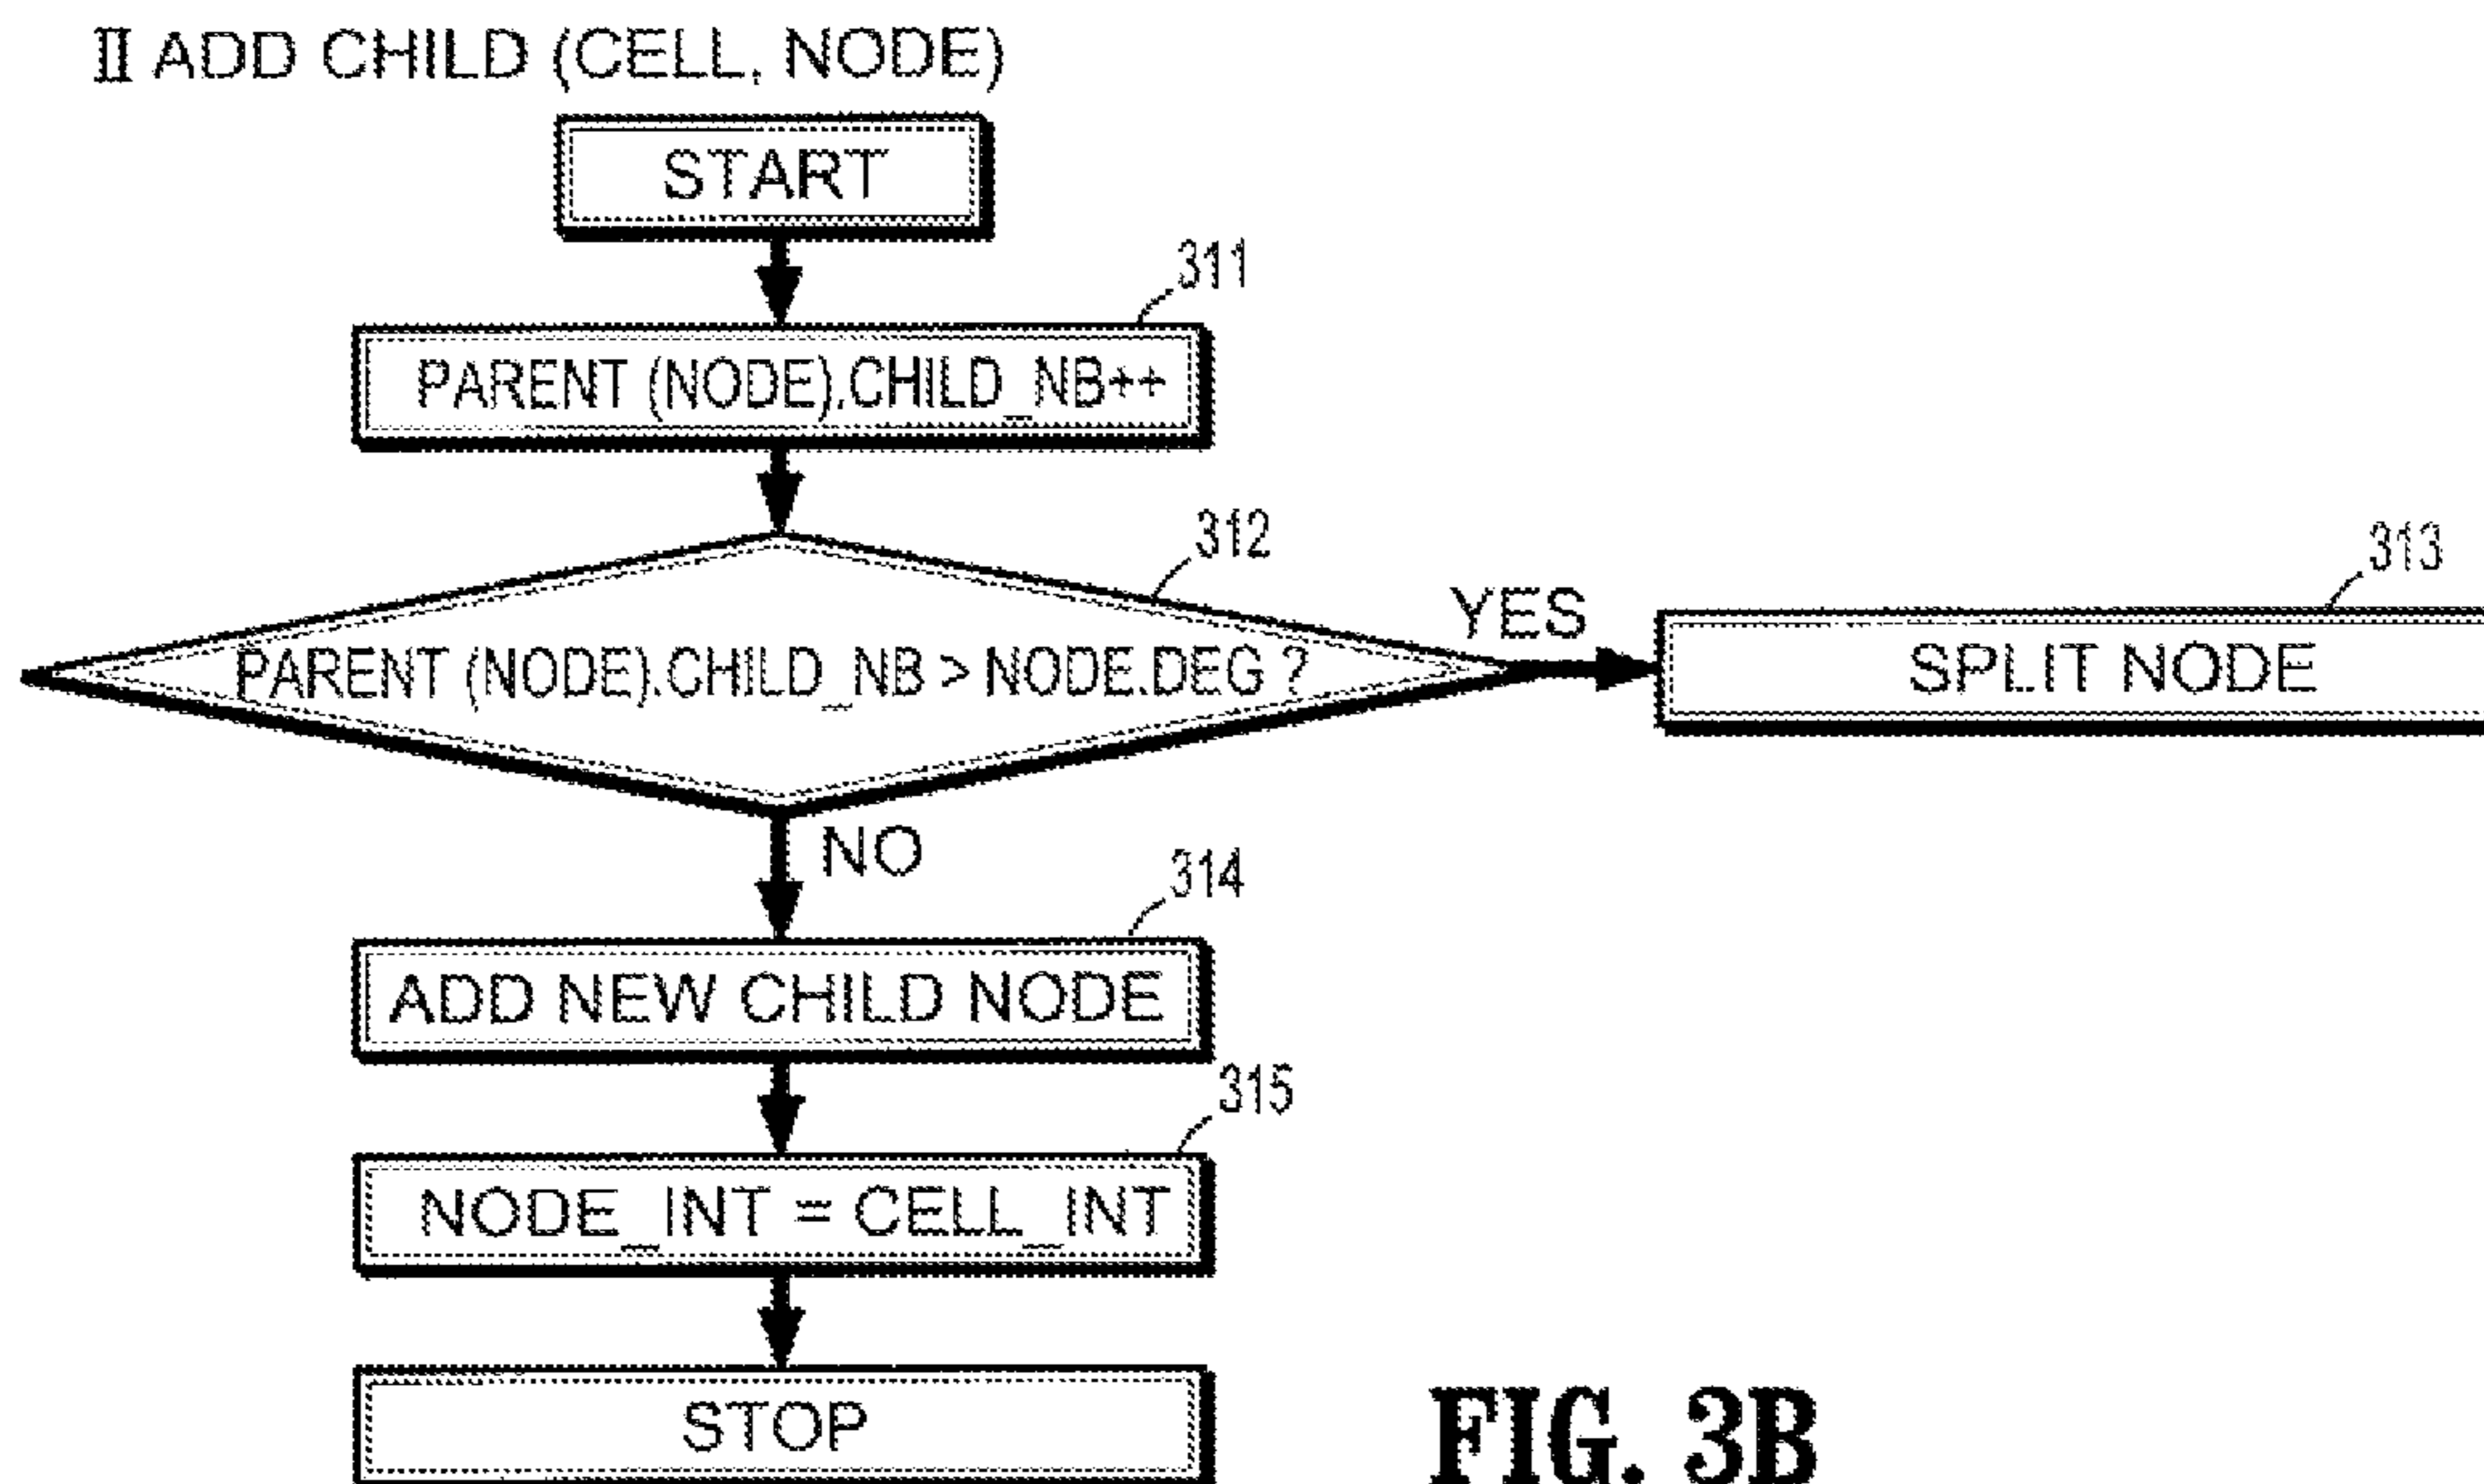 II ADD CHILD (CELL, NODE)
START
311
PARENT (NODE).CHILD_NB++
312
PARENT (NODE).CHILD_NB > NODE.DEG ?
YES
313
SPLIT NODE
NO
314
ADD NEW CHILD NODE
315
NODE_INT = CELL_INT
STOP
FIG. 3B